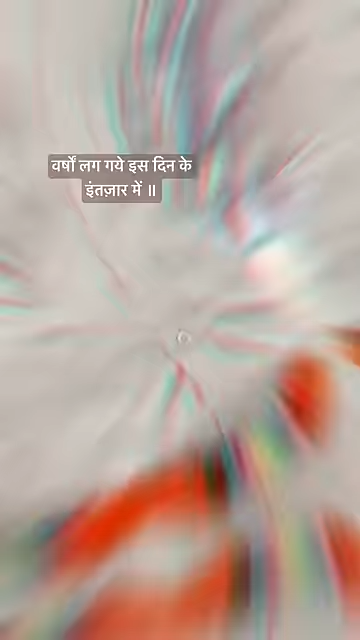 वर्षों लग गये इस दिन के
इंतज़ार में ॥